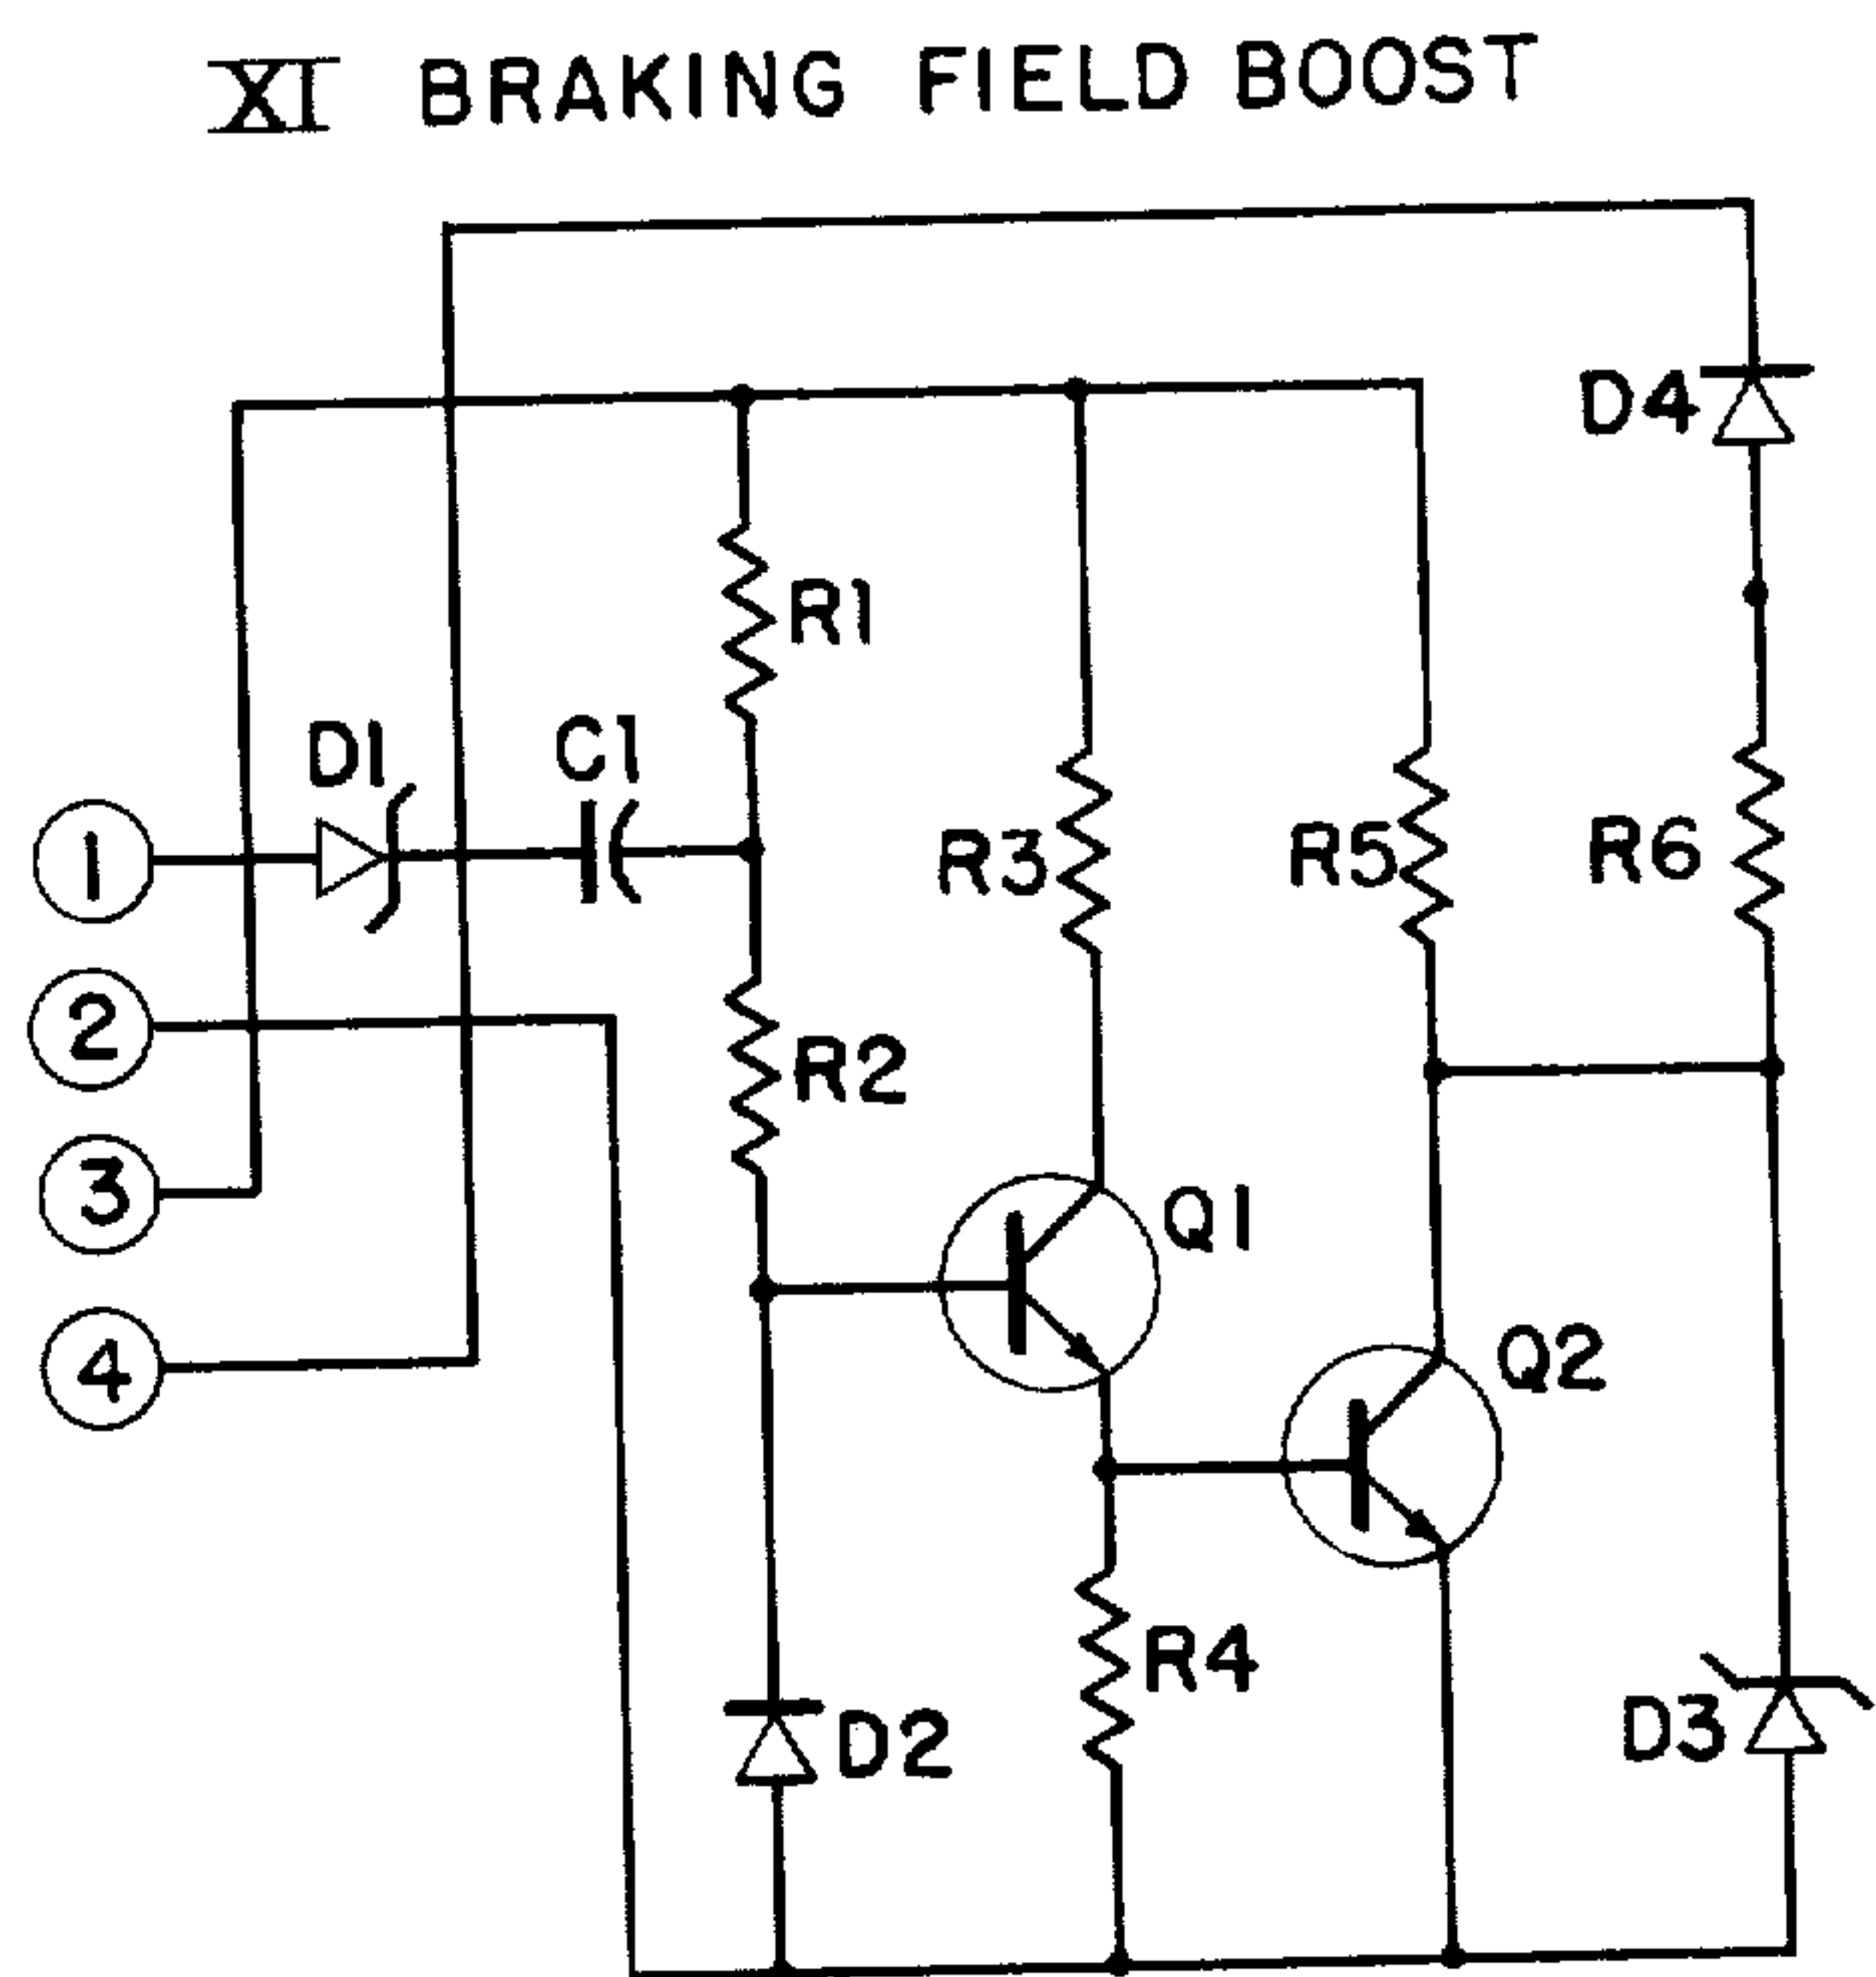 XI BRAKING FIELD BOOST
D4
R1
D1
C1
1
R3
R5
R6
2
R2
3
Q1
4
Q2
R4
D2
D3